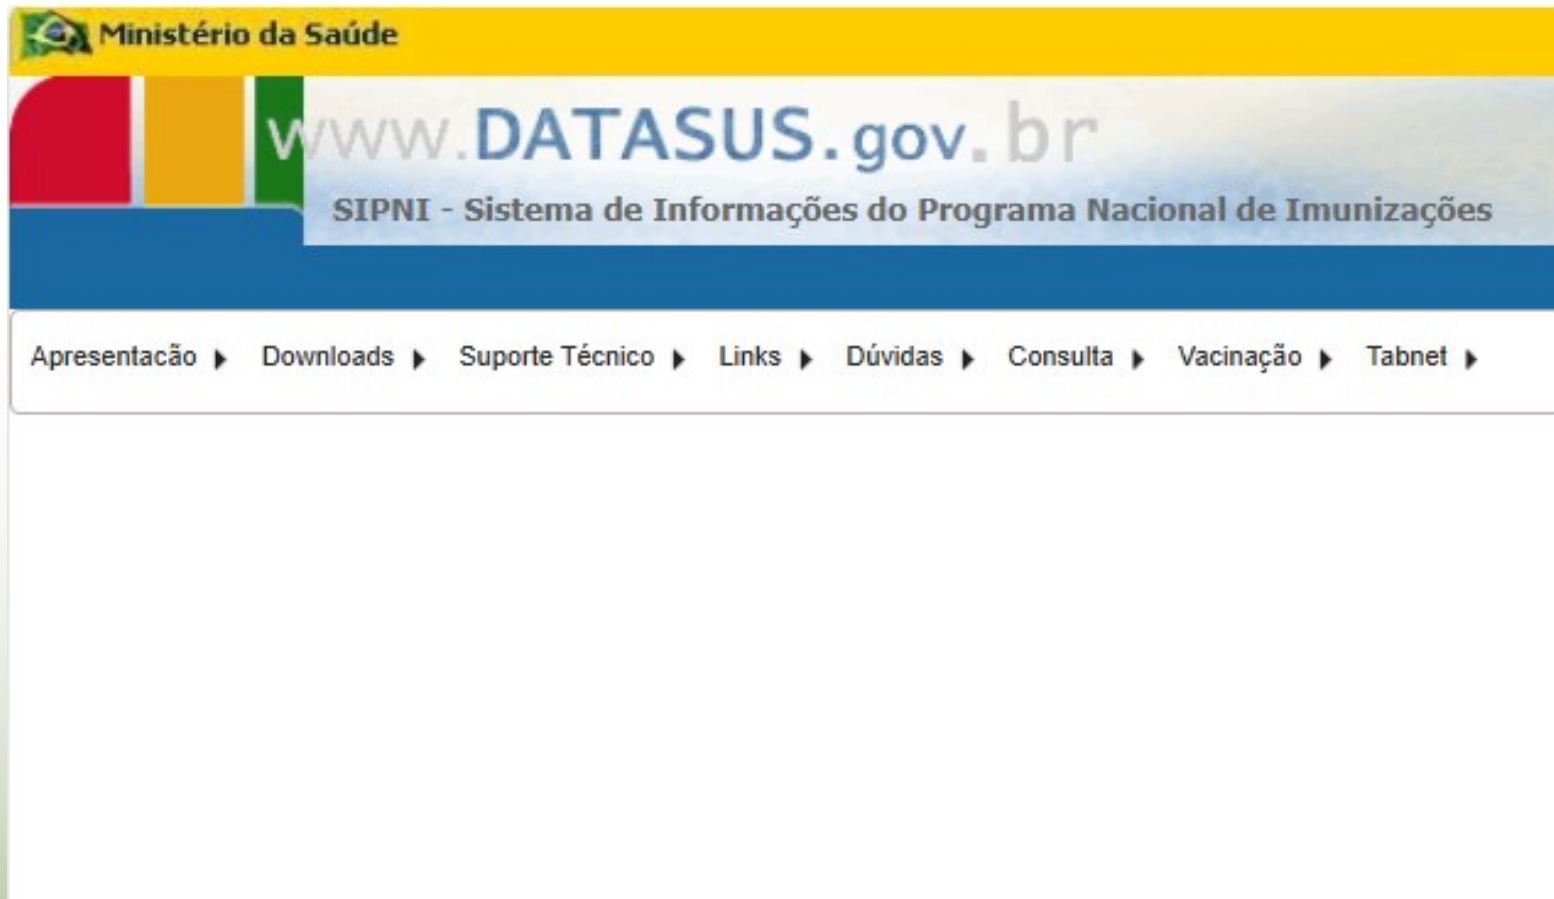 Ministério da Saúde
www.DATASUS.gov.br
SIPNI - Sistema de Informações do Programa Nacional de Imunizações
Apresentacão Downloads Suporte Técnico Links Dúvidas Consulta Vacinação Tabnet